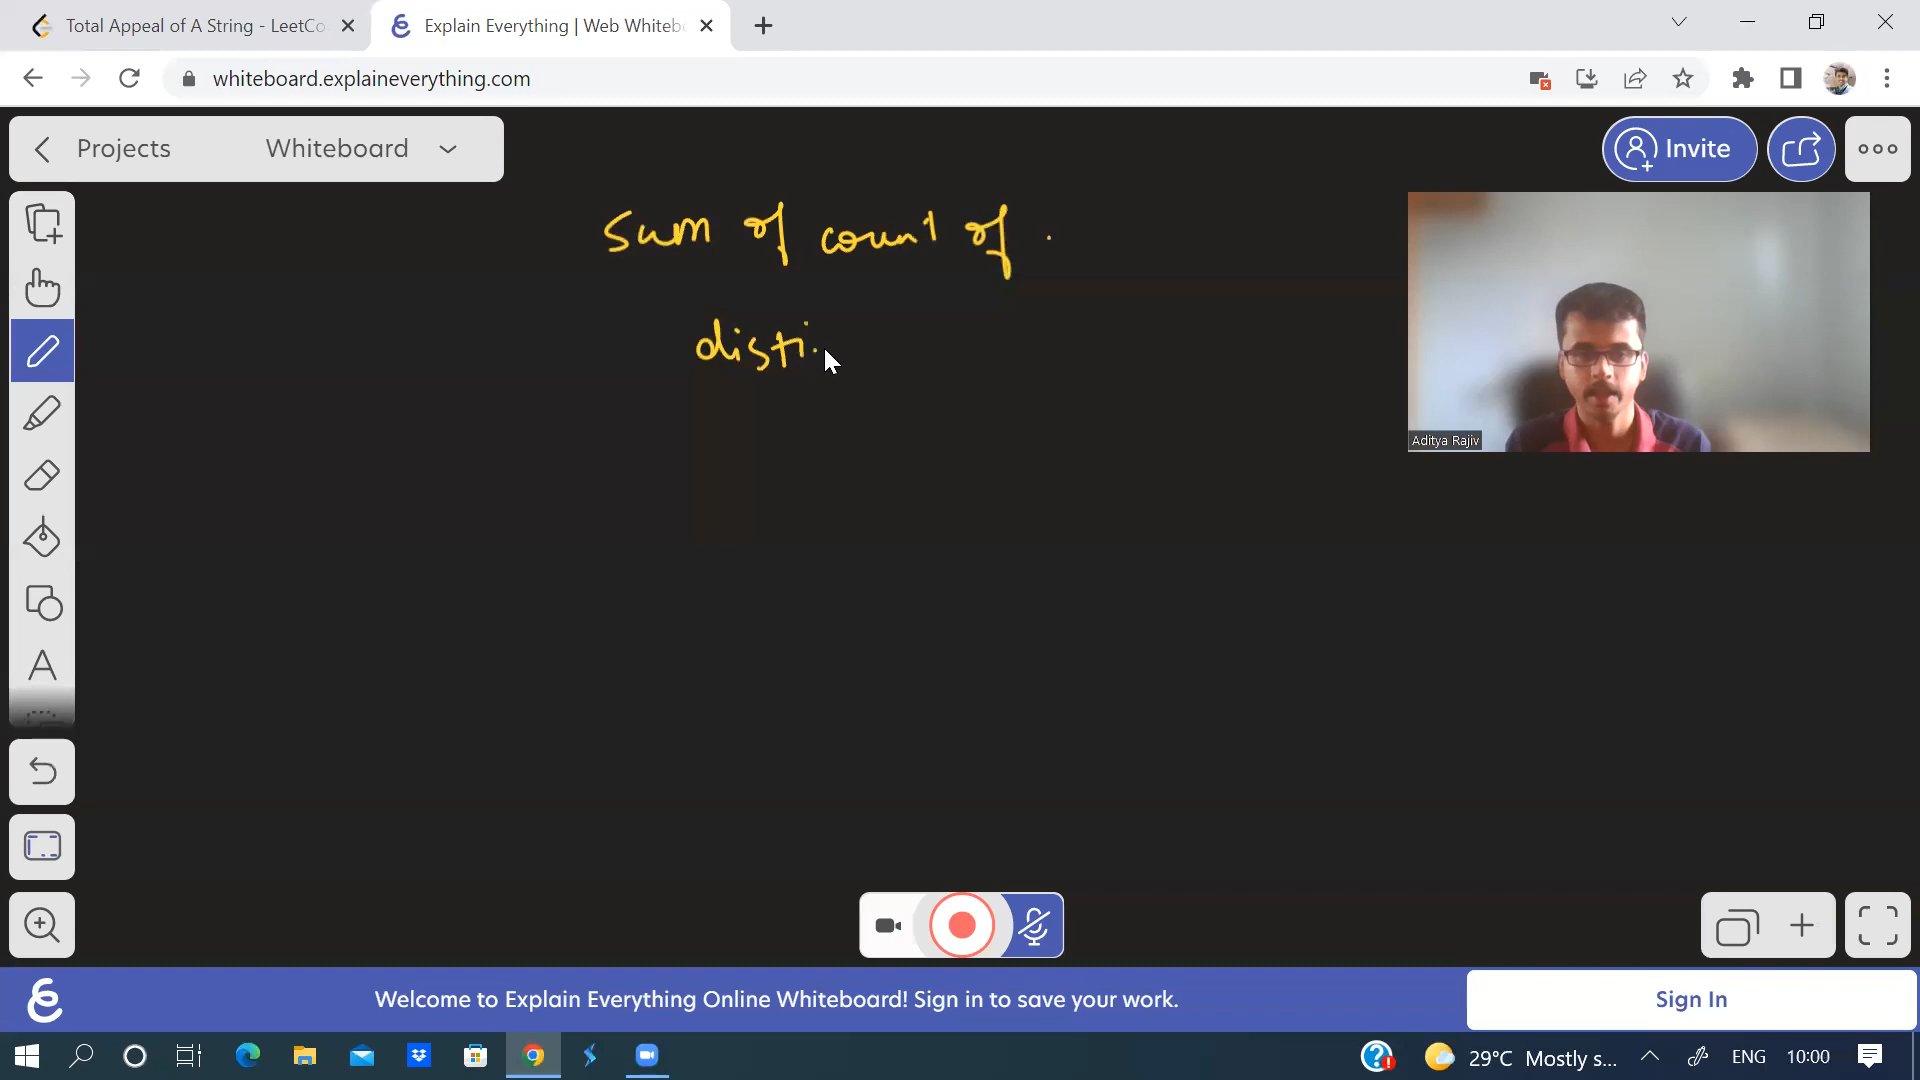 Total Appeal of A String - LeetCo
Explain Everything | Web Whitebo
whiteboard.explaineverything.com
Projects Whiteboard
Invite
sum of count of
disti
Aditya Rajiv
A
Welcome to Explain Everything Online Whiteboard! Sign in to save your work.
Sign In
29°C Mostly s...
ENG
10:00